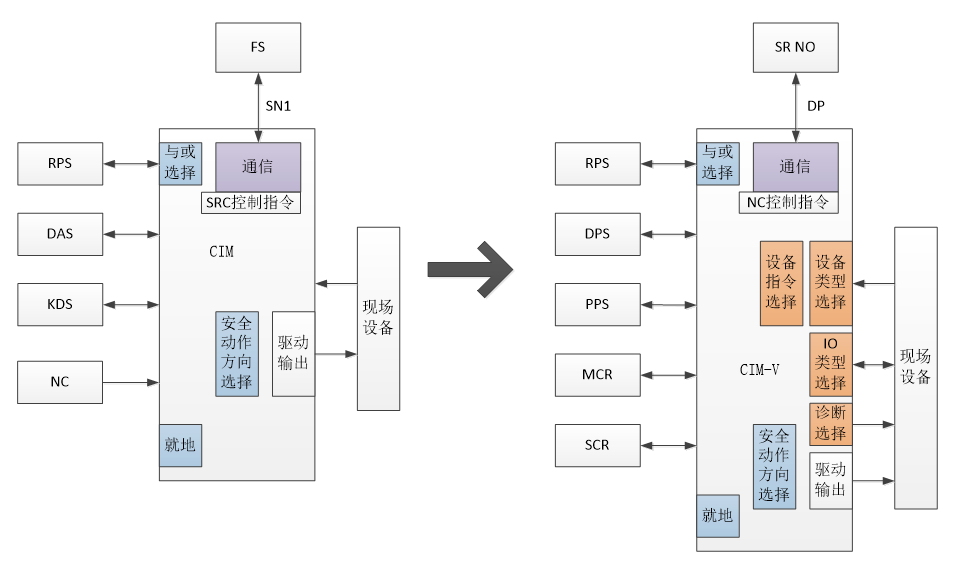 FS
SN1
RPS
与或
选择
通信
SRC控制指令
DAS
CIM
KDS
安全
动作
方向
选择
驱动
输出
现场
设备
NC
就地
SR NO
DP
RPS
与或
选择
通信
NC控制指令
DPS
设备
指令
选择
设备
类型
选择
PPS
IO
类型
选择
现场
设备
MCR
CIM-V
诊断
选择
SCR
安全
动作
方向
选择
驱动
输出
就地